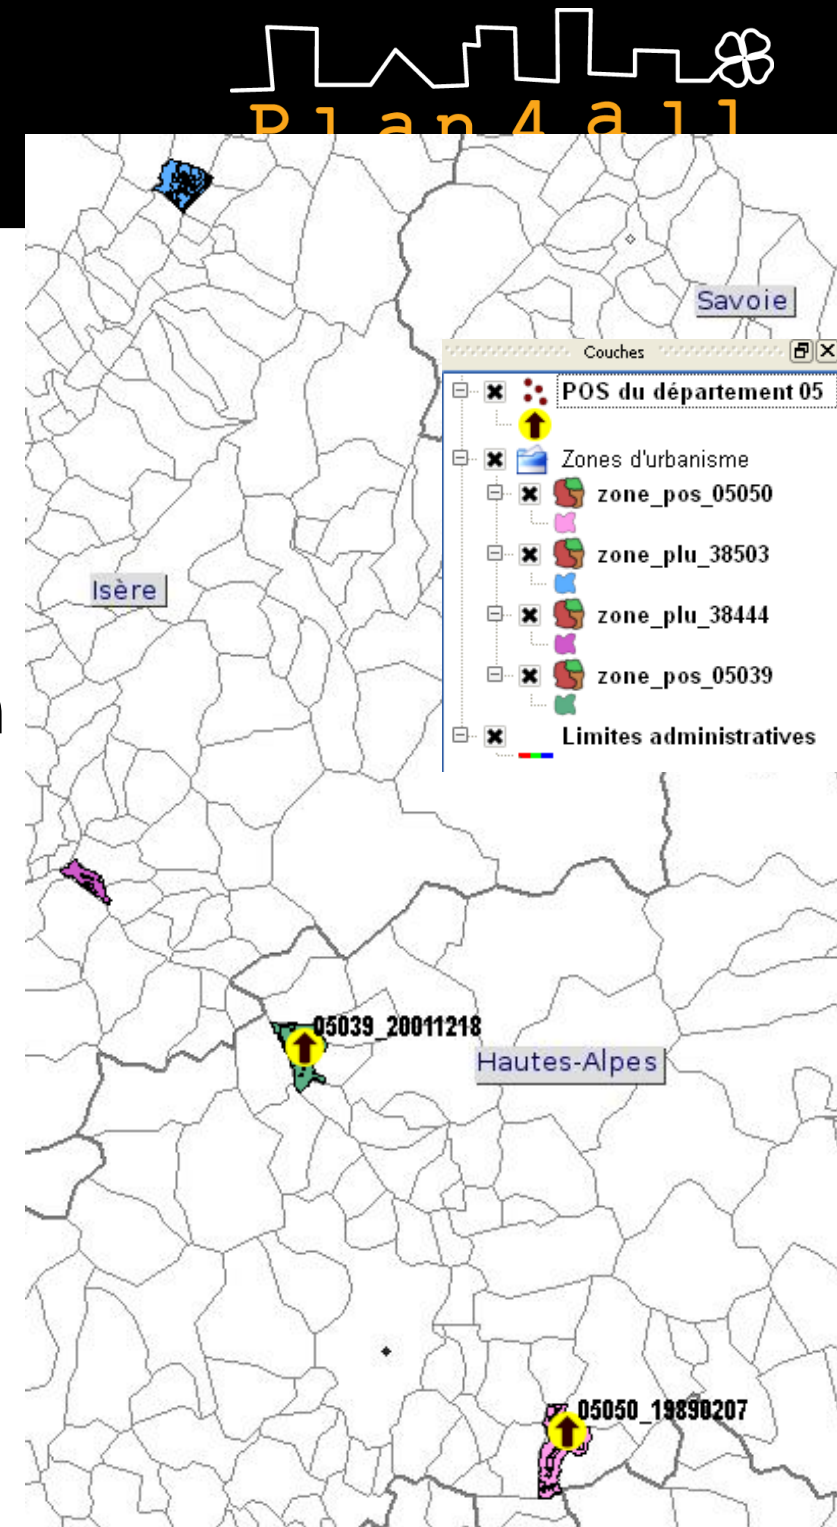 Plan4all
Savoie
Couches
POS du département 05
Zones d'urbanisme
zone_pos_05050
zone_plu_38503
Isère
zone_plu_38444
zone_pos_05039
Limites administratives
05039_20011218
Hautes-Alpes
05050_19890207